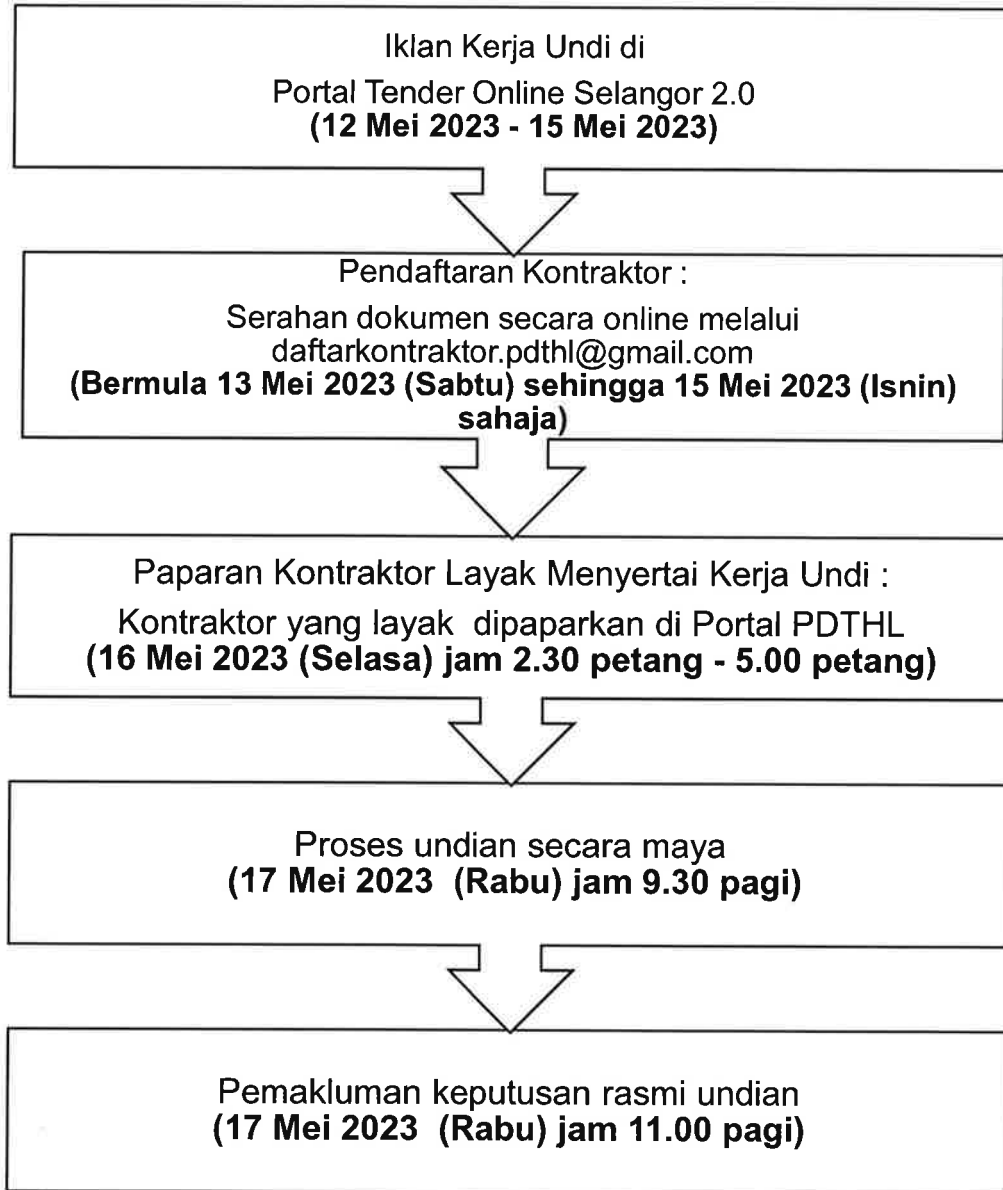 Iklan Kerja Undi di
Portal Tender Online Selangor 2.0
(12 Mei 2023 - 15 Mei 2023)
Pendaftaran Kontraktor :
Serahan dokumen secara online melalui
daftarkontraktor.pdthl@gmail.com
(Bermula 13 Mei 2023 (Sabtu) sehingga 15 Mei 2023 (Isnin)
sahaja)
Paparan Kontraktor Layak Menyertai Kerja Undi :
Kontraktor yang layak dipaparkan di Portal PDTHL
(16 Mei 2023 (Selasa) jam 2.30 petang - 5.00 petang)
Proses undian secara maya
(17 Mei 2023 (Rabu) jam 9.30 pagi)
Pemakluman keputusan rasmi undian
(17 Mei 2023 (Rabu) jam 11.00 pagi)